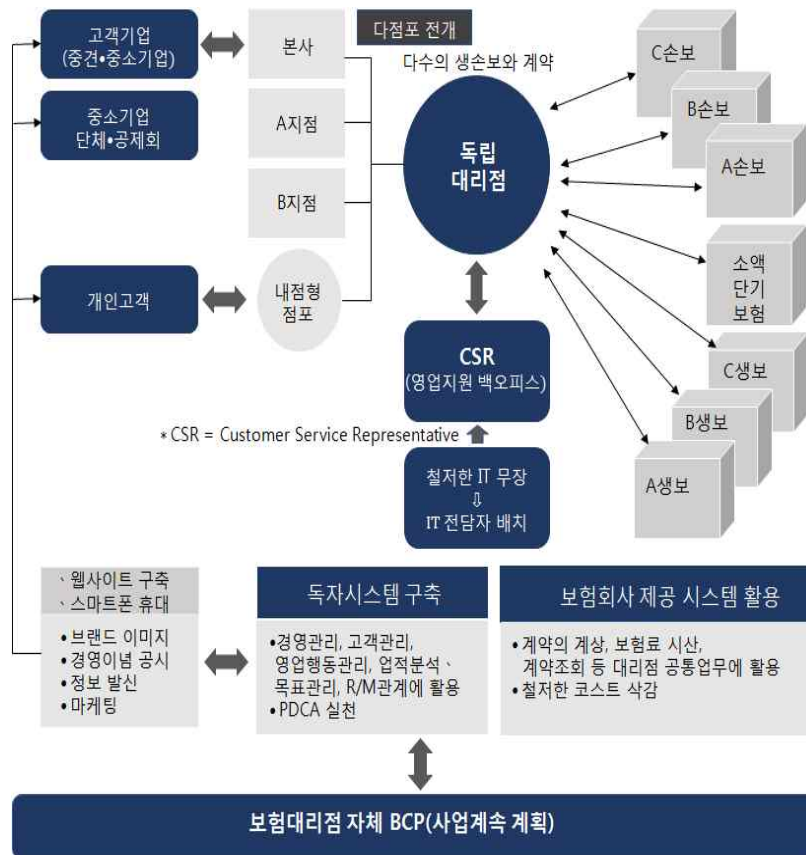 고객기업
(중견•중소기업)
중소기업
단체•공제회
개인고객
본사
A지점
B지점
내점형
점포
다점포 전개
다수의 생손보와 계약
독립
대리점
C손보
B손보
A손보
소액
단기
보험
C생보
B생보
A생보
CSR
(영업지원 백오피스)
* CSR = Customer Service Representative
철저한 IT 무장
⇩
IT 전담자 배치
、웹사이트 구축
、스마트폰 휴대
•브랜드 이미지
•경영이념 공시
•정보 발신
•마케팅
독자시스템 구축
•경영관리, 고객관리,
영업행동관리, 업적분석、
목표관리, R/M관계에 활용
•PDCA 실천
보험회사 제공 시스템 활용
•계약의 계상, 보험료 시산,
계약조회 등 대리점 공통업무에 활용
•철저한 코스트 삭감
보험대리점 자체 BCP(사업계속 계획)